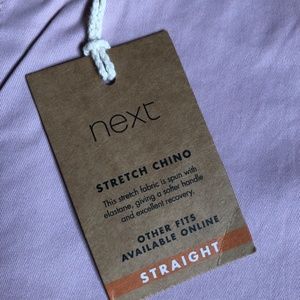 next
STRETCH CHINO
This stretch fabric is spun with
elastane, giving a softer handle
and excellent recovery.
OTHER FITS
AVAILABLE ONLINE
STRAIGHT